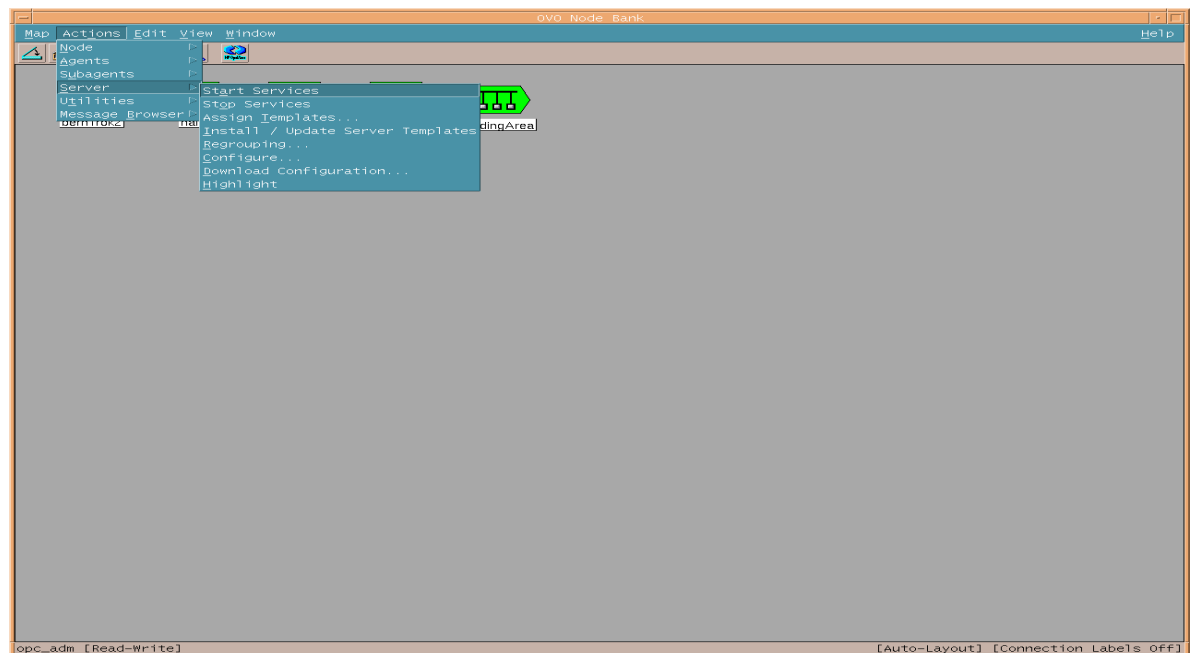 OVO Node Bank
Map Actions Edit View Window Help
Node
Agents
Subagents
Server
Utilities
Message Browser
Start Services
Stop Services
Assign Templates...
Install / Update Server Templates
Regrouping...
Configure...
Download Configuration...
Highlight
dingArea
opc_adm [Read-Write] [Auto-Layout] [Connection Labels Off]